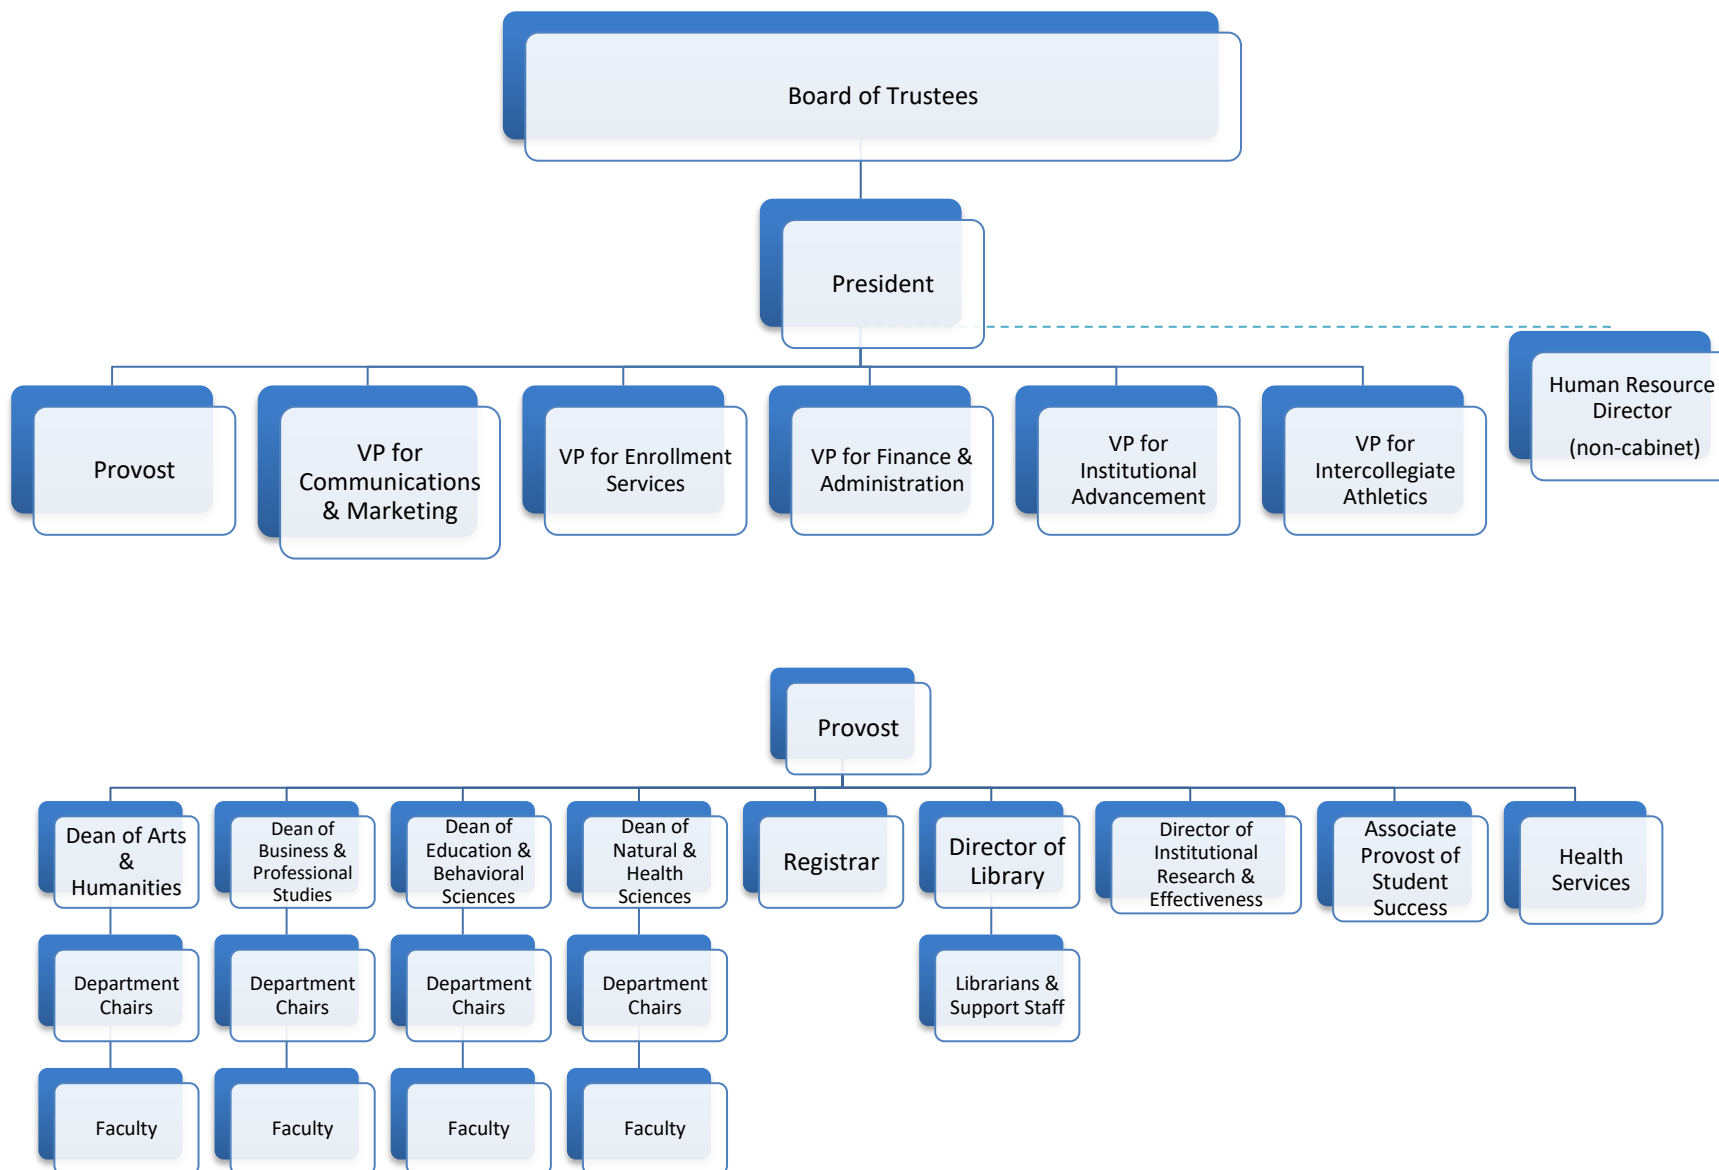 Board of Trustees
President
Human Resource
Director
(non-cabinet)
Provost
VP for
Communications
& Marketing
VP for Enrollment
Services
VP for Finance &
Administration
VP for
Institutional
Advancement
VP for
Intercollegiate
Athletics
Provost
Dean of Arts
&
Humanities
Dean of
Business &
Professional
Studies
Dean of
Education &
Behavioral
Sciences
Dean of
Natural &
Health
Sciences
Registrar
Director of
Library
Director of
Institutional
Research &
Effectiveness
Associate
Provost of
Student
Success
Health
Services
Department
Chairs
Department
Chairs
Department
Chairs
Department
Chairs
Librarians &
Support Staff
Faculty
Faculty
Faculty
Faculty